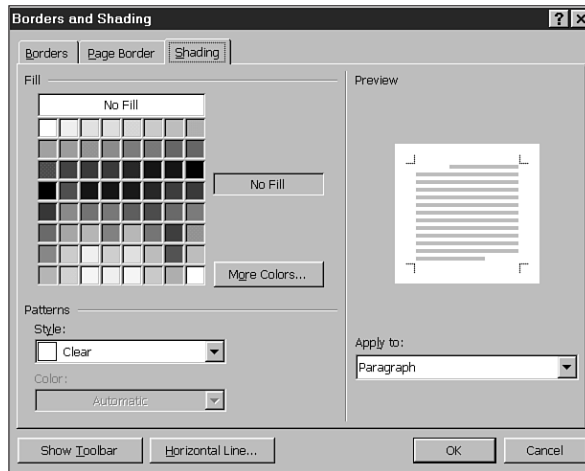 Borders and Shading
Borders Page Border Shading
Fill
No Fill
No Fill
More Colors...
Patterns
Style:
Clear
Color:
Automatic
Preview
Apply to:
Paragraph
Show Toolbar Horizontal Line... OK Cancel